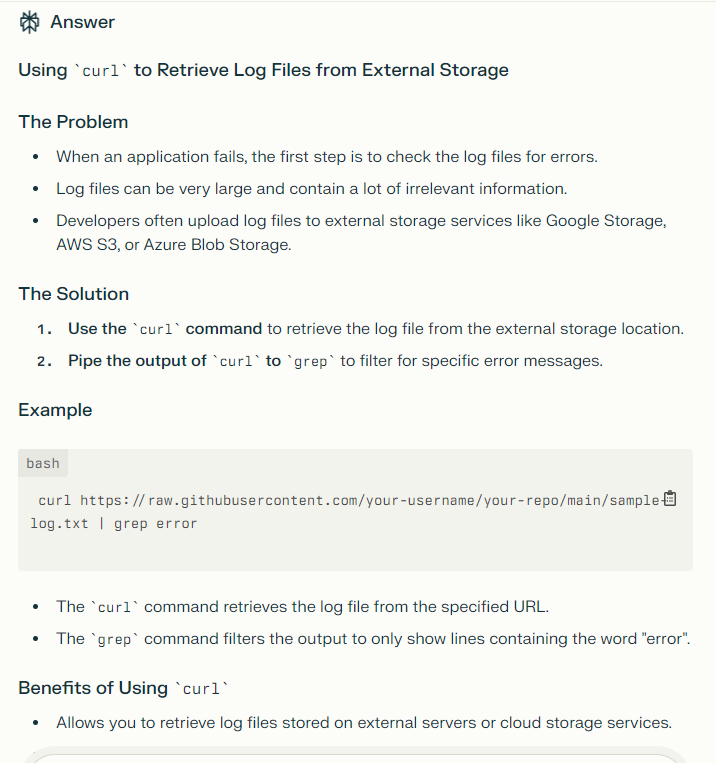 Answer
Using `curl` to Retrieve Log Files from External Storage
The Problem
• When an application fails, the first step is to check the log files for errors.
• Log files can be very large and contain a lot of irrelevant information.
• Developers often upload log files to external storage services like Google Storage,
AWS S3, or Azure Blob Storage.
The Solution
1. Use the `curl` command to retrieve the log file from the external storage location.
2. Pipe the output of `curl` to `grep` to filter for specific error messages.
Example
bash
curl https://raw.githubusercontent.com/your-username/your-repo/main/sample-
log.txt | grep error
• The `curl` command retrieves the log file from the specified URL.
• The `grep` command filters the output to only show lines containing the word "error".
Benefits of Using `curl`
• Allows you to retrieve log files stored on external servers or cloud storage services.